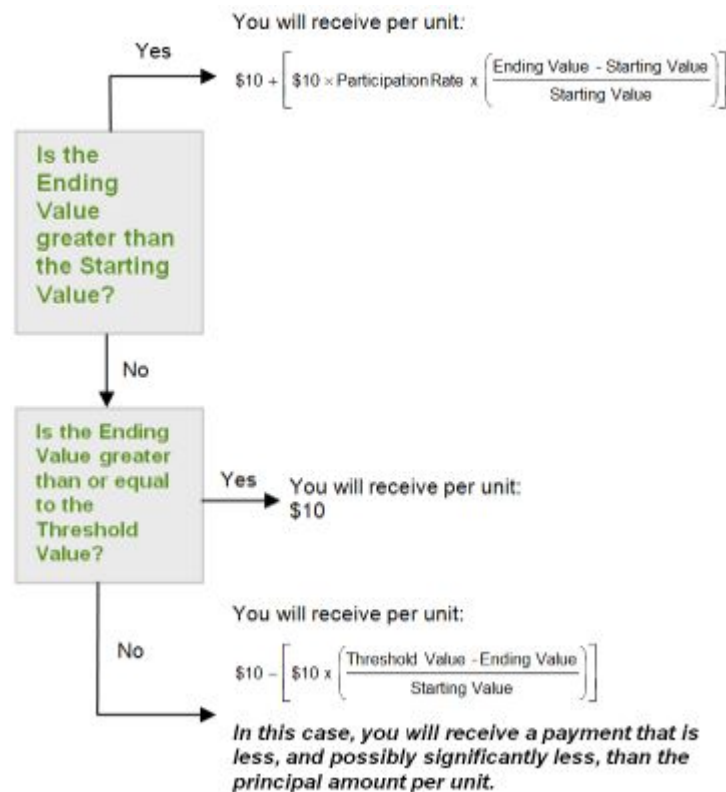 You will receive per unit:
Yes
$10 + [ $10 × Participation Rate x ( Ending Value - Starting Value
Starting Value ) ]
Is the
Ending
Value
greater than
the Starting
Value?
No
Is the Ending
Value greater
than or equal
to the
Threshold
Value?
Yes
You will receive per unit:
$10
No
You will receive per unit:
$10 – [ $10 x ( Threshold Value - Ending Value
Starting Value ) ]
In this case, you will receive a payment that is
less, and possibly significantly less, than the
principal amount per unit.